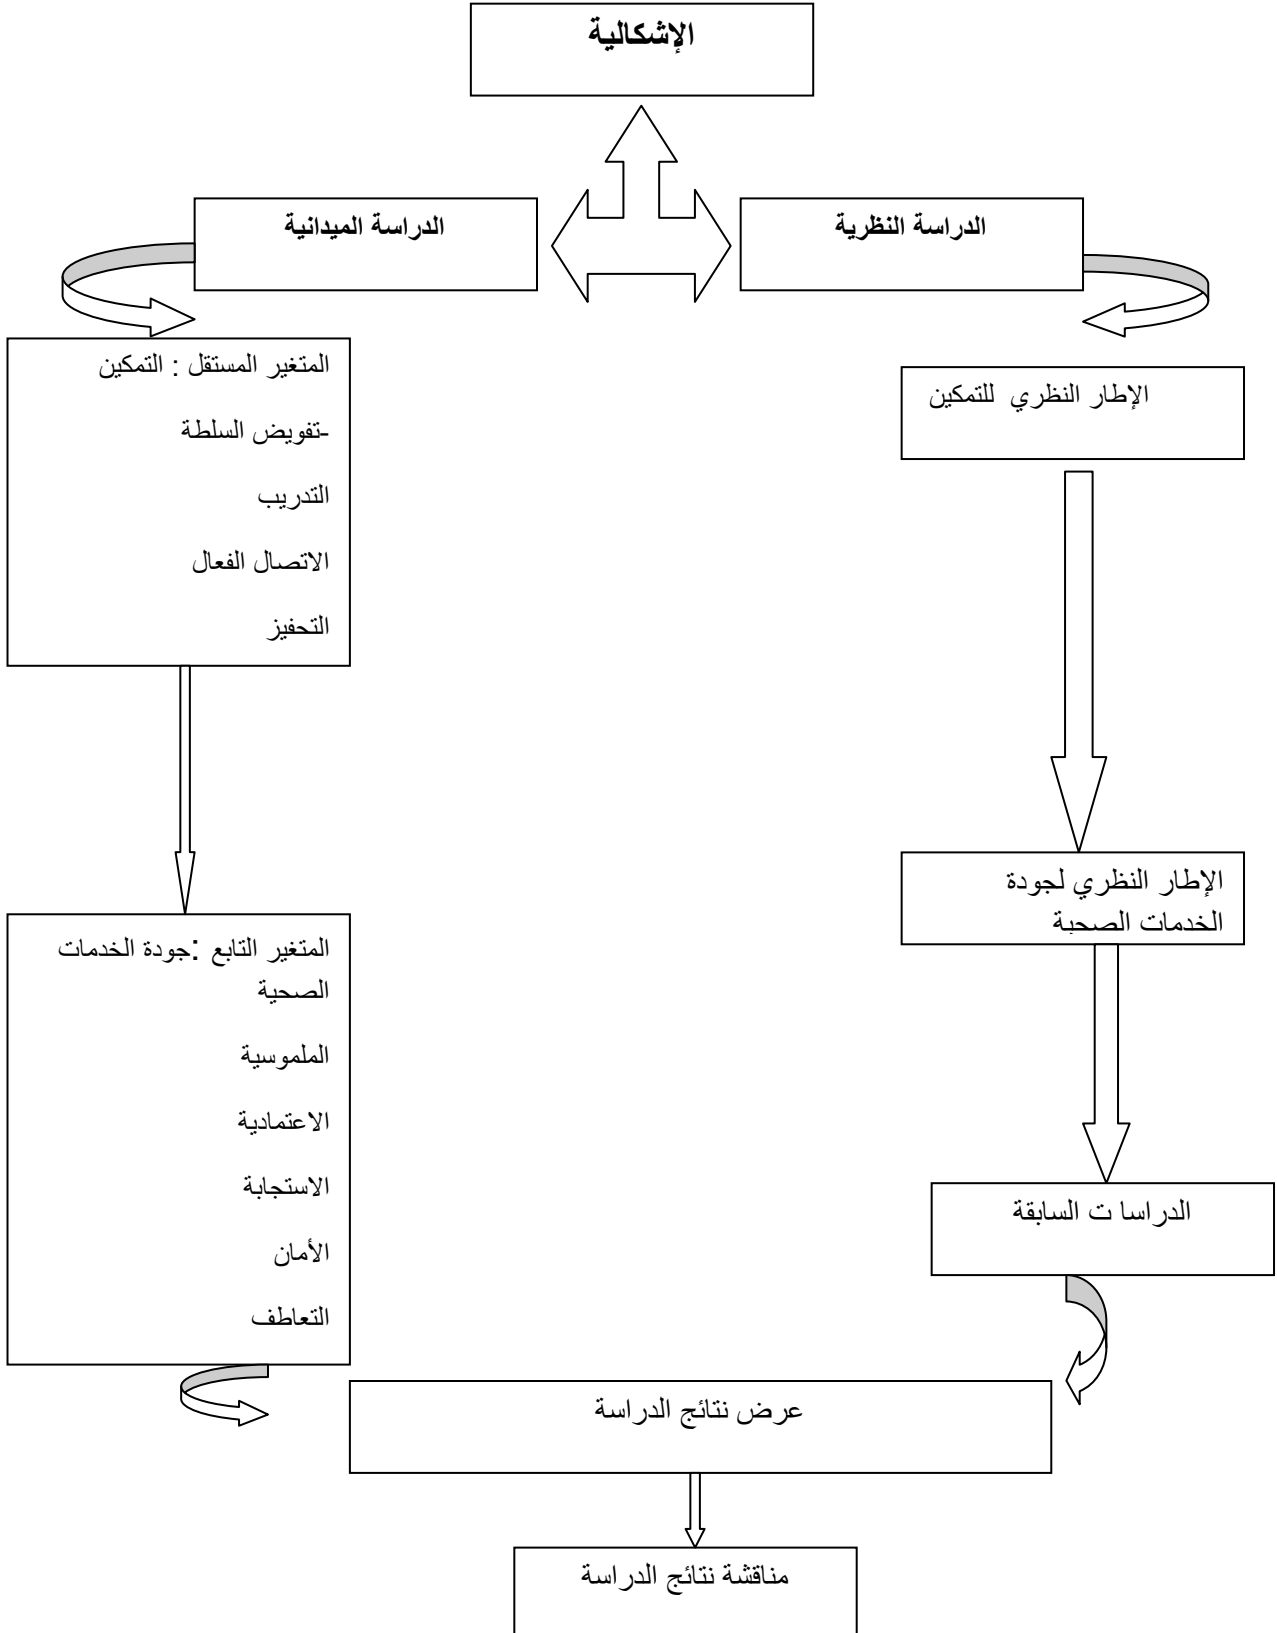 الإشكالية
الدراسة النظرية
الدراسة الميدانية
الإطار النظري للتمكين
الإطار النظري لجودة
الخدمات الصحية
الدراسا ت السابقة
المتغير المستقل : التمكين
-تفويض السلطة
التدريب
الاتصال الفعال
التحفيز
المتغير التابع :جودة الخدمات
الصحية
الملموسية
الاعتمادية
الاستجابة
الأمان
التعاطف
عرض نتائج الدراسة
مناقشة نتائج الدراسة